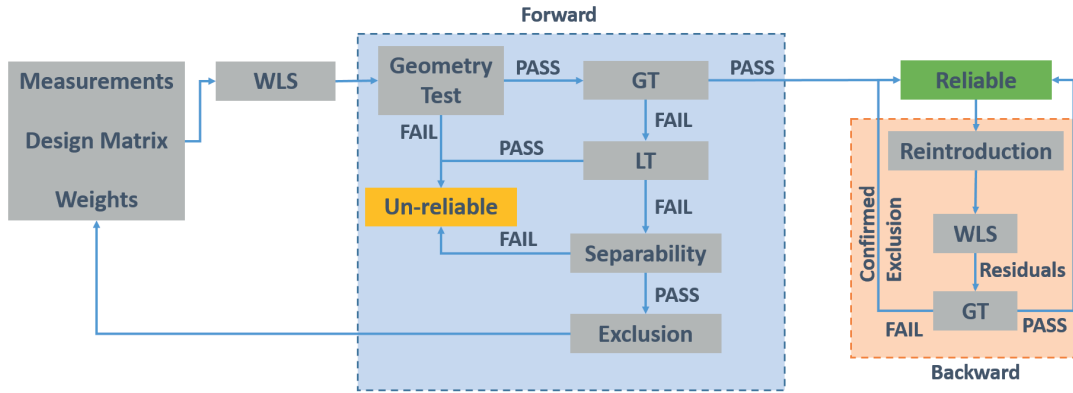 Forward
Measurements
Design Matrix
Weights
WLS
Geometry
Test
PASS
GT
PASS
Reliable
FAIL
FAIL
PASS
LT
Un-reliable
FAIL
FAIL
Separability
PASS
Exclusion
Reintroduction
WLS
Residuals
GT
FAIL
PASS
Confirmed
Exclusion
Backward